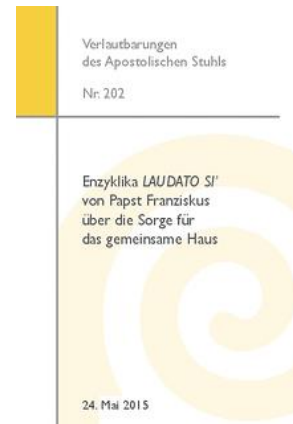 Verlautbarungen
des Apostolischen Stuhls
Nr. 202
Enzyklika LAUDATO SI'
von Papst Franziskus
über die Sorge für
das gemeinsame Haus
24. Mai 2015